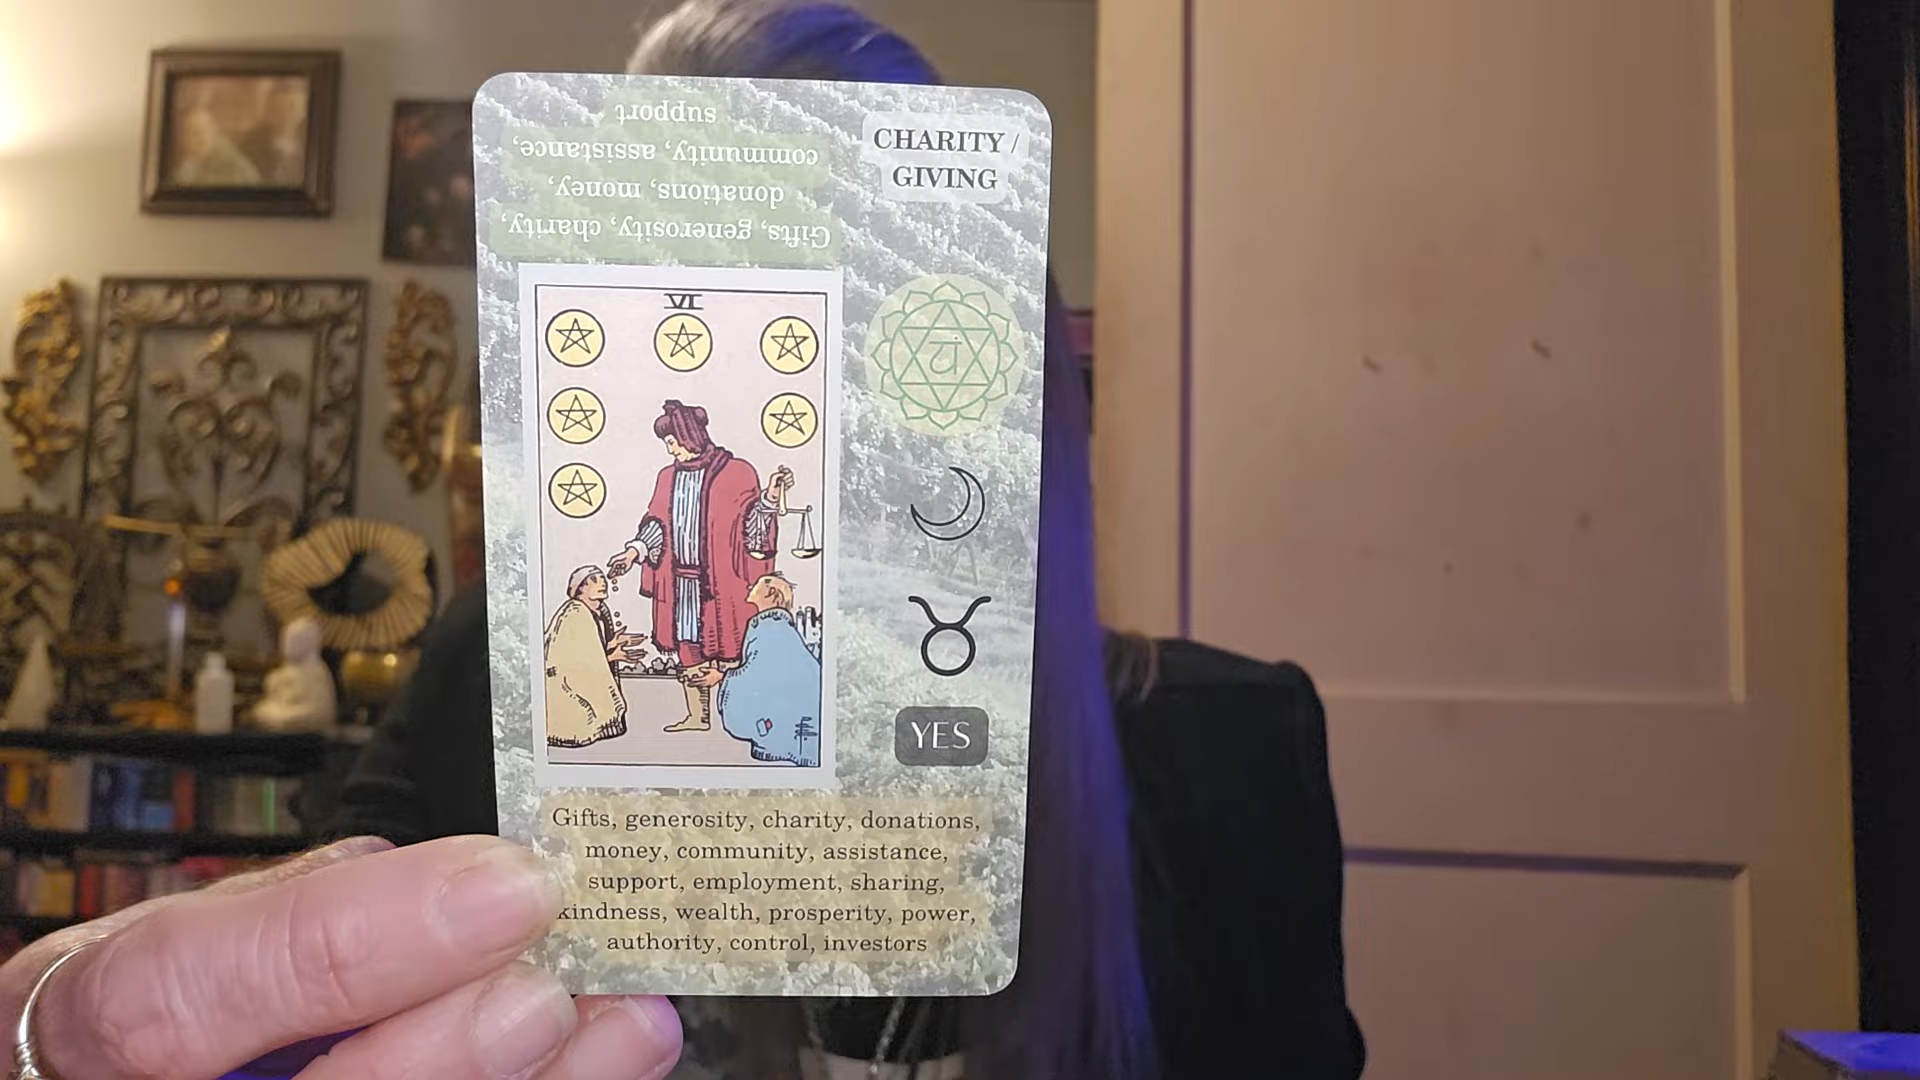 Gifts, generosity, charity,
donations, money,
community, assistance,
support
CHARITY /
GIVING
VI
YES
Gifts, generosity, charity, donations,
money, community, assistance,
support, employment, sharing,
kindness, wealth, prosperity, power,
authority, control, investors